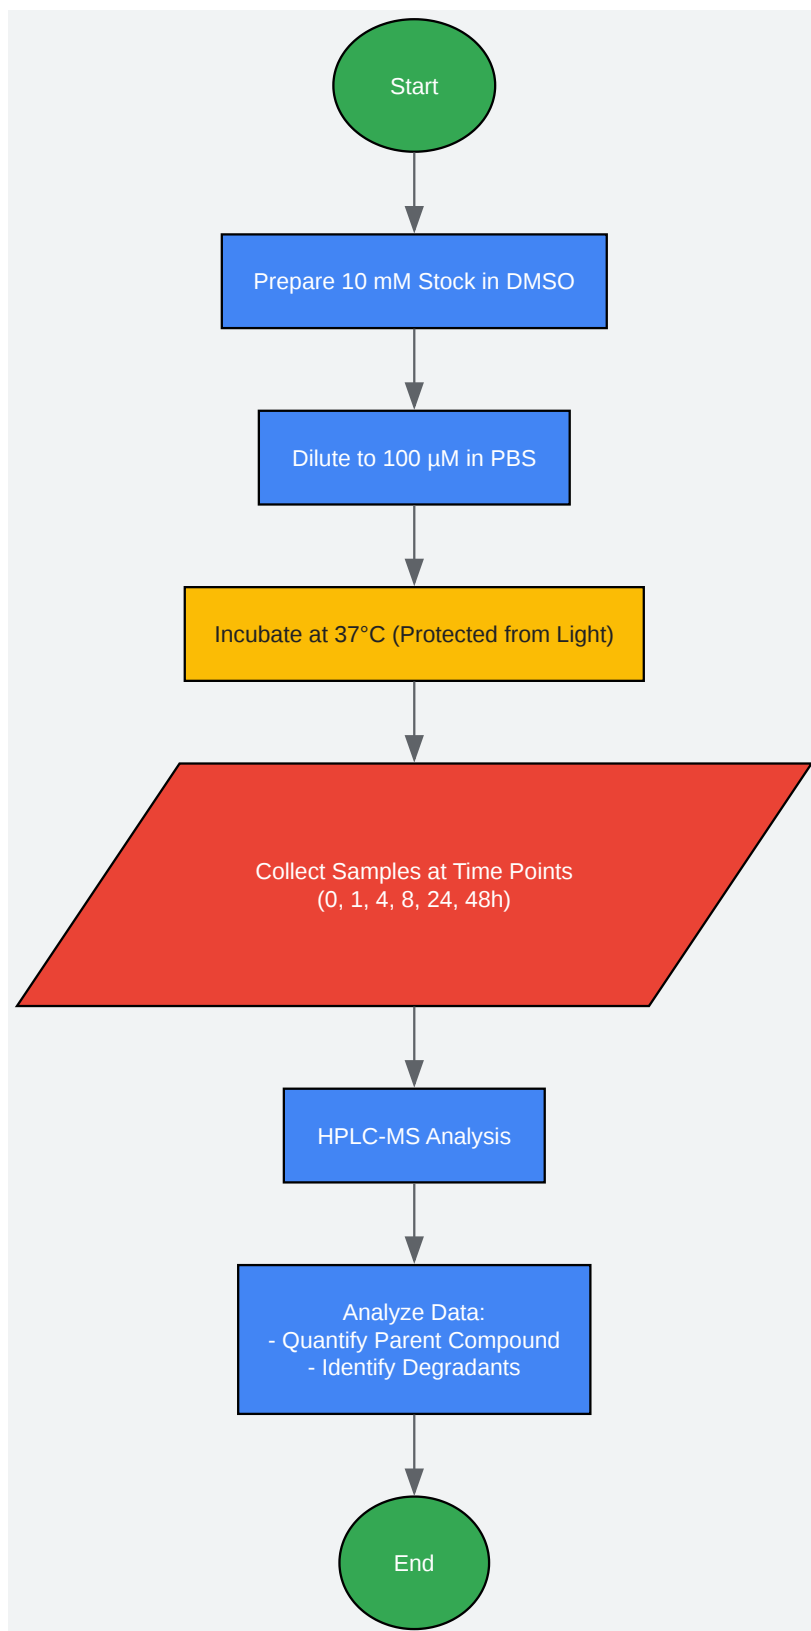 Start
Prepare 10 mM Stock in DMSO
Dilute to 100 µM in PBS
Incubate at 37°C (Protected from Light)
Collect Samples at Time Points
(0, 1, 4, 8, 24, 48h)
HPLC-MS Analysis
Analyze Data:
- Quantify Parent Compound
- Identify Degradants
End